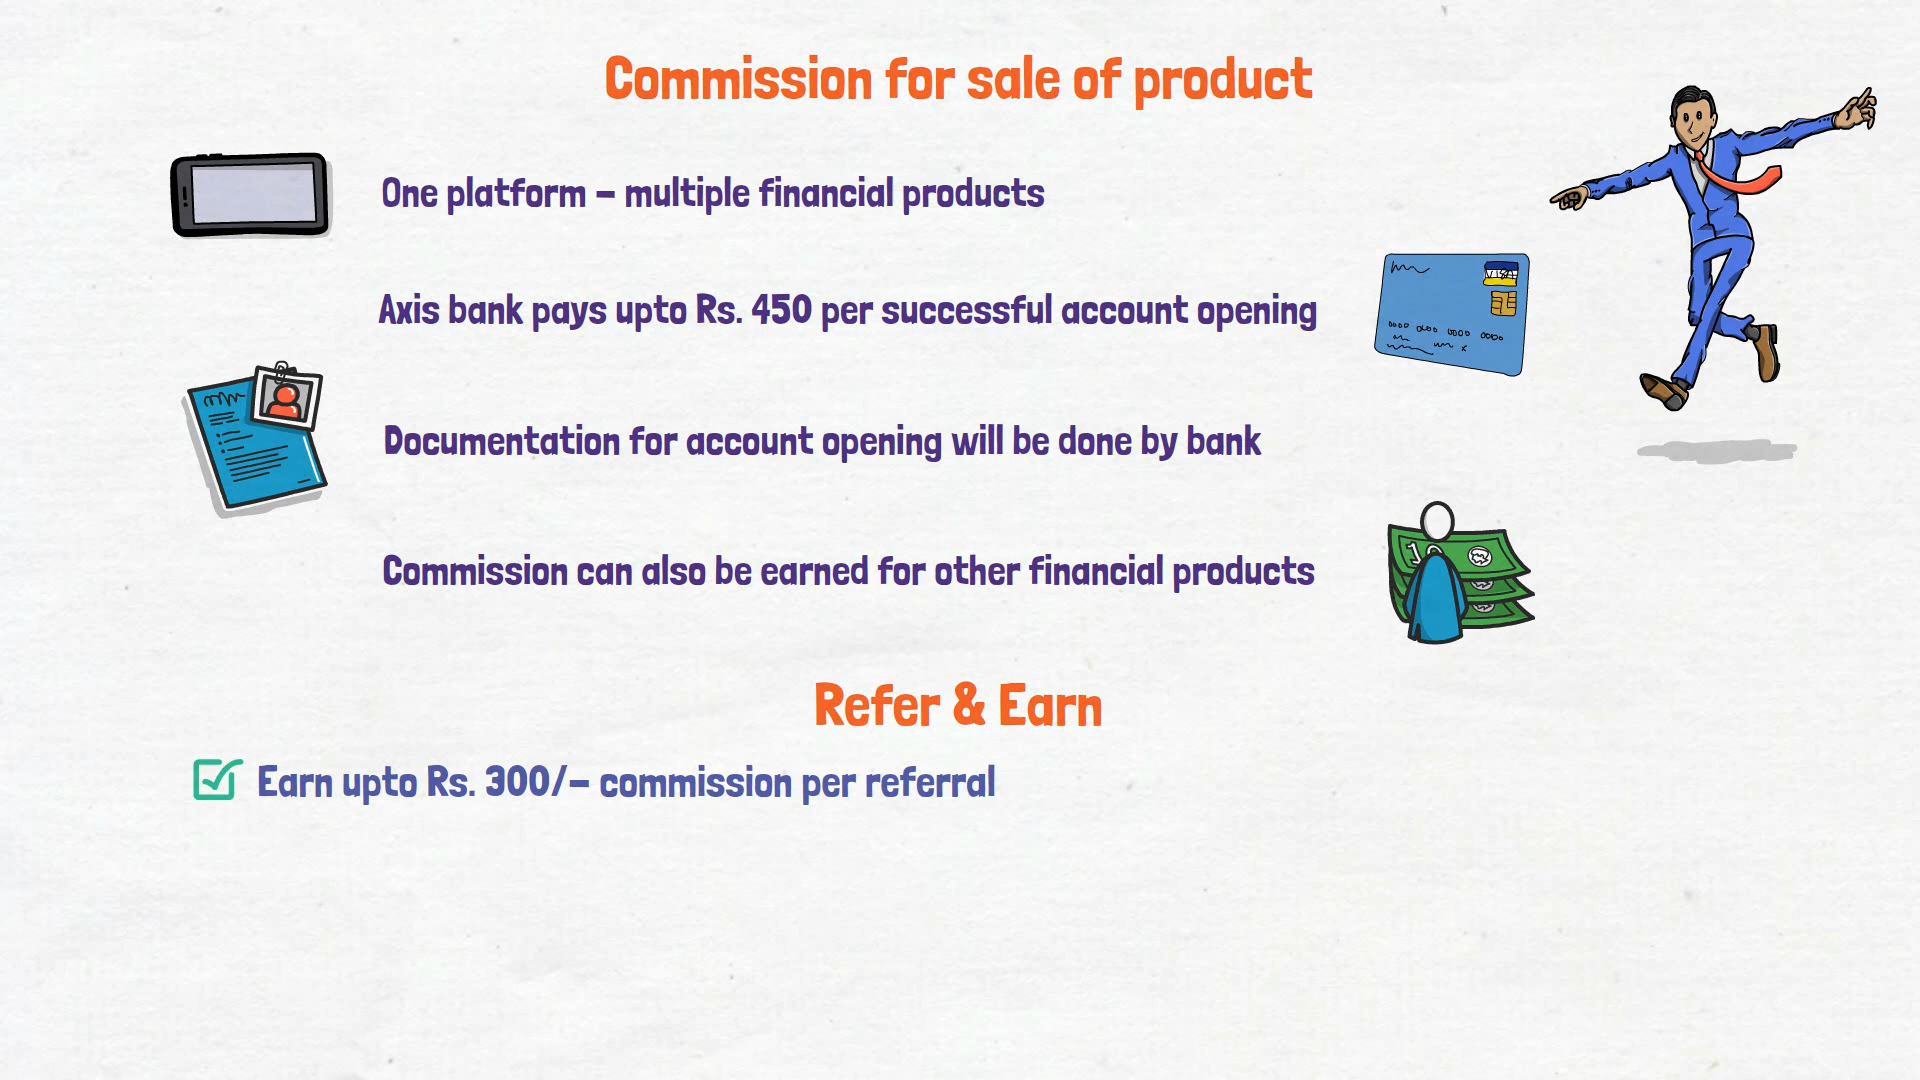 Commission for sale of product
One platform – multiple financial products
Axis bank pays upto Rs. 450 per successful account opening
VISA
Documentation for account opening will be done by bank
Commission can also be earned for other financial products
10
Refer & Earn
Earn upto Rs. 300/– commission per referral